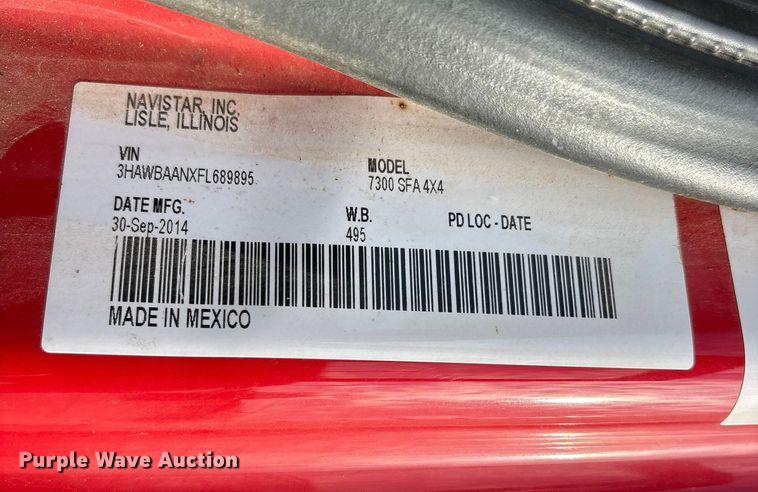 NAVISTAR, INC.
LISLE, ILLINOIS
VIN
MODEL
3HAWBAANXFL689895
7300 SFA 4X4
DATE MFG.
W.B.
PD LOC - DATE
30-Sep-2014
495
MADE IN MEXICO
Purple Wave Auction